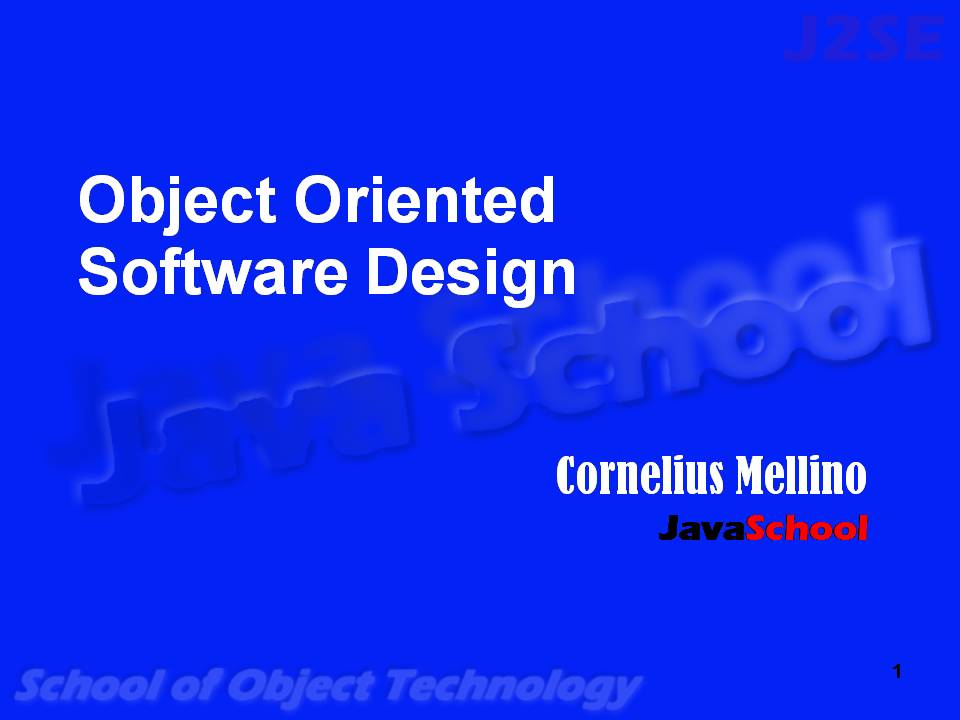 J2SE
Object Oriented
Software Design
Java School
Cornelius Mellino
JavaSchool
School of Object Technology
1